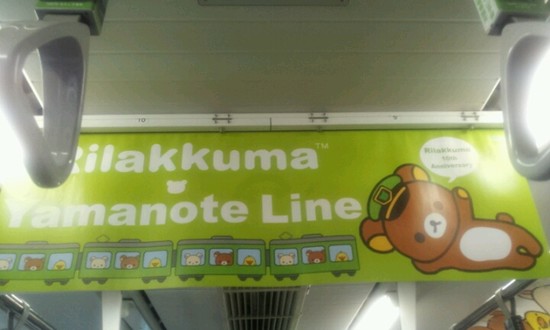 Rilakkuma™
Yamanote Line
Rilakkuma
10th
Anniversary